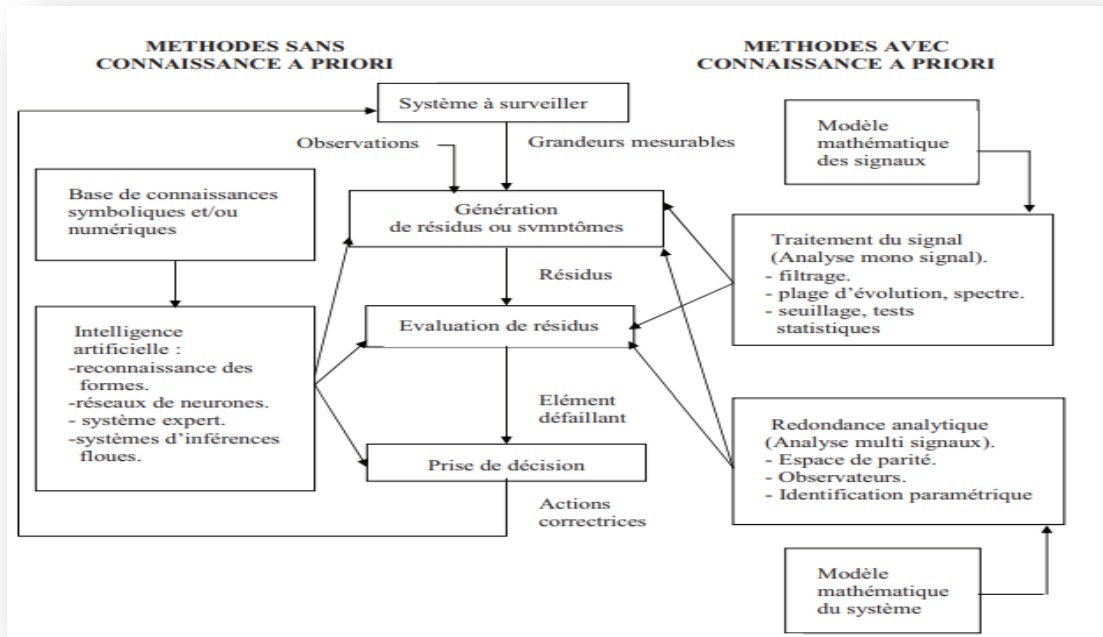 METHODES SANS
CONNAISSANCE A PRIORI
METHODES AVEC
CONNAISSANCE A PRIORI
Système à surveiller
Observations
Grandeurs mesurables
Modèle
mathématique
des signaux
Base de connaissances
symboliques et/ou
numériques
Génération
de résidus ou symptômes
Traitement du signal
(Analyse mono signal).
- filtrage.
- plage d'évolution, spectre.
- seuillage, tests
statistiques
Résidus
Evaluation de résidus
Intelligence
artificielle :
-reconnaissance des
formes.
-réseaux de neurones.
- système expert.
-systèmes d'inférences
floues.
Elément
défaillant
Redondance analytique
(Analyse multi signaux).
- Espace de parité.
- Observateurs.
- Identification paramétrique
Prise de décision
Actions
correctrices
Modèle
mathématique
du système